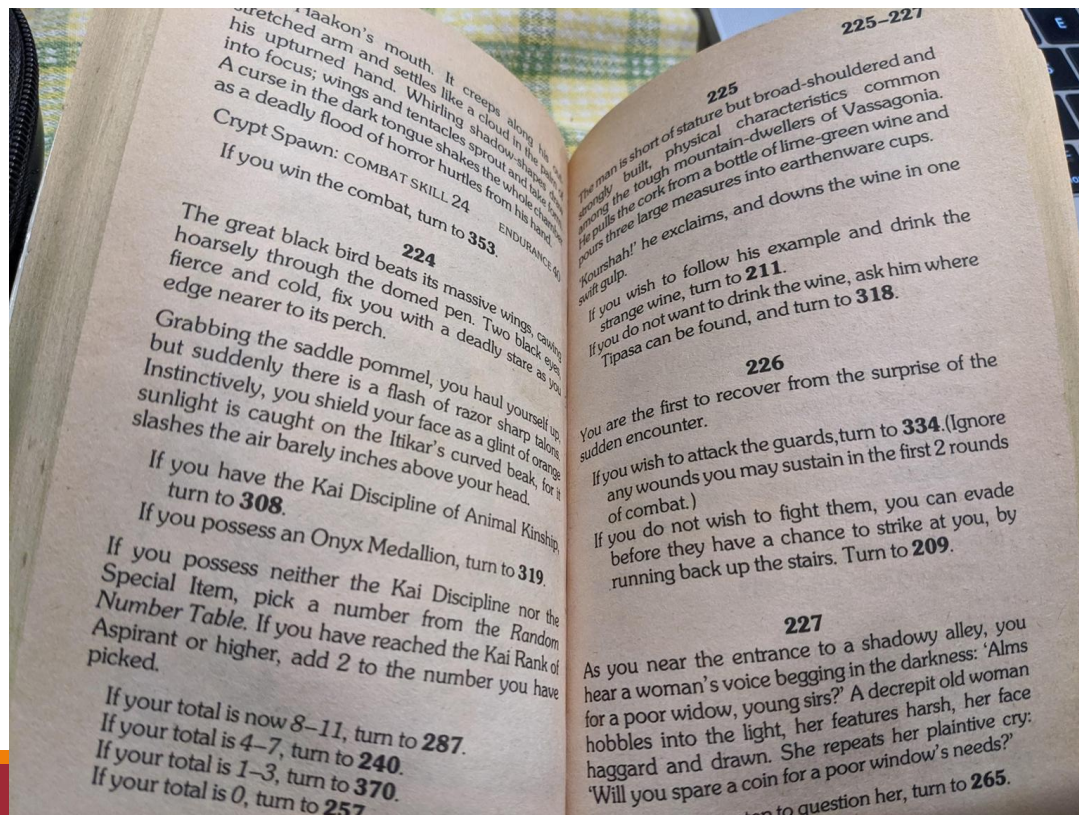 Haakon's mouth. It creeps along his
stretched arm and settles like a cloud in the palm of
his upturned hand. Whirling shadow-shapes
into focus; wings and tentacles sprout and take form.
A curse in the dark tongue shakes the whole chamber
as a deadly flood of horror hurtles from his hand.
Crypt Spawn: COMBAT SKILL 24 ENDURANCE 40
If you win the combat, turn to 353.
224
The great black bird beats its massive wings, cawing
hoarsely through the domed pen. Two black eyes,
fierce and cold, fix you with a deadly stare as you
edge nearer to its perch.
Grabbing the saddle pommel, you haul yourself up,
but suddenly there is a flash of razor sharp talons.
Instinctively, you shield your face as a glint of orange
sunlight is caught on the Itikar's curved beak, for it
slashes the air barely inches above your head.
If you have the Kai Discipline of Animal Kinship,
turn to 308.
If you possess an Onyx Medallion, turn to 319.
If you possess neither the Kai Discipline nor the
Special Item, pick a number from the Random
Number Table. If you have reached the Kai Rank of
Aspirant or higher, add 2 to the number you have
picked.
If your total is now 8–11, turn to 287.
If your total is 4–7, turn to 240.
If your total is 1–3, turn to 370.
If your total is 0, turn to 257
225–227
225
The man is short of stature but broad-shouldered and
strongly built, physical characteristics common
among the tough mountain-dwellers of Vassagonia.
He pulls the cork from a bottle of lime-green wine and
pours three large measures into earthenware cups.
'Kourshah!' he exclaims, and downs the wine in one
swift gulp.
If you wish to follow his example and drink the
strange wine, turn to 211.
If you do not want to drink the wine, ask him where
Tipasa can be found, and turn to 318.
226
You are the first to recover from the surprise of the
sudden encounter.
If you wish to attack the guards,turn to 334.(Ignore
any wounds you may sustain in the first 2 rounds
of combat.)
If you do not wish to fight them, you can evade
before they have a chance to strike at you, by
running back up the stairs. Turn to 209.
227
As you near the entrance to a shadowy alley, you
hear a woman's voice begging in the darkness: 'Alms
for a poor widow, young sirs?' A decrepit old woman
hobbles into the light, her features harsh, her face
haggard and drawn. She repeats her plaintive cry:
'Will you spare a coin for a poor window's needs?'
to question her, turn to 265.